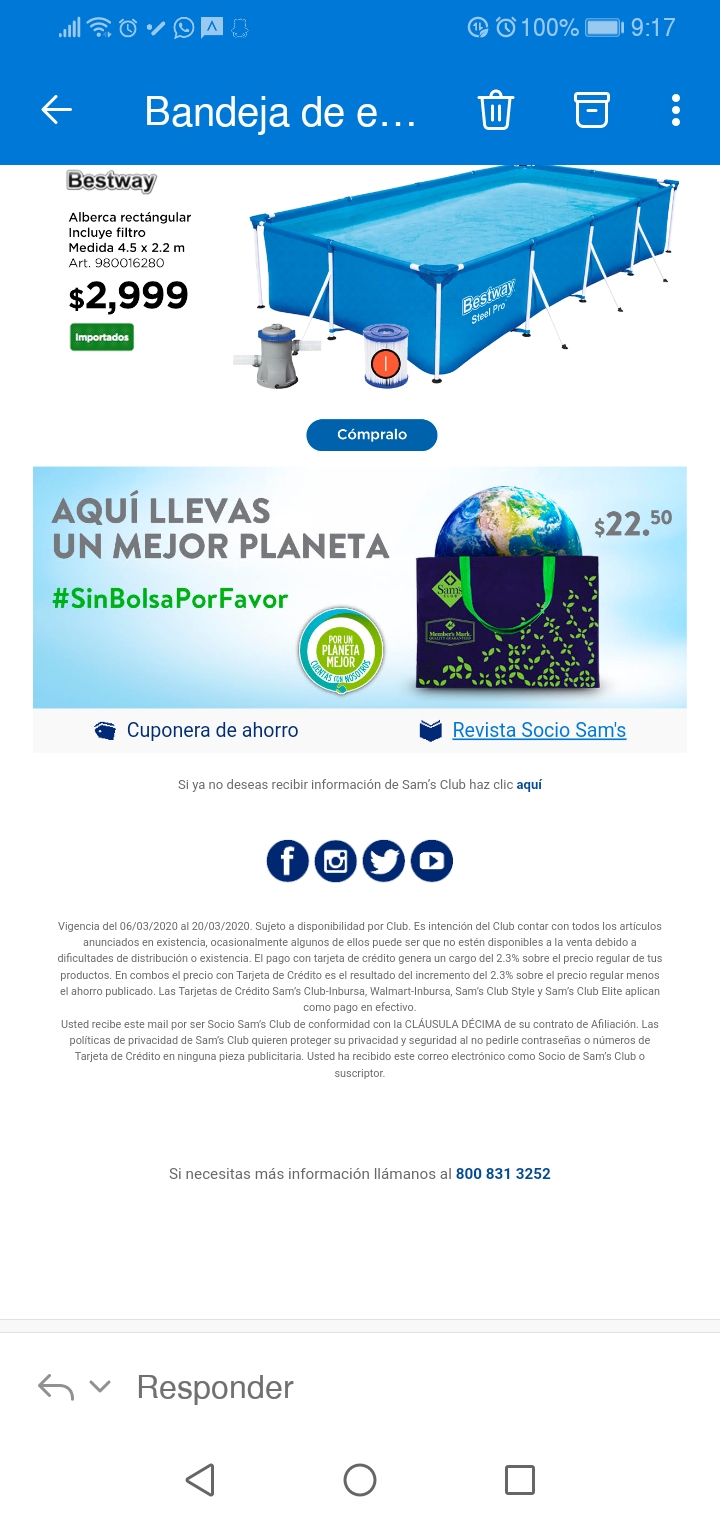 100% 9:17
Bandeja de e...
Bestway
Alberca rectángular
Incluye filtro
Medida 4.5 x 2.2 m
Art. 980016280
$2,999
Importados
Bestway
Steel Pro
Cómpralo
AQUÍ LLEVAS
UN MEJOR PLANETA
#SinBolsaPorFavor
$22.50
Sam's
CLUB
Member's Mark
QUALITY GUARANTEED
POR UN
PLANETA
MEJOR
CUENTAS CON NOSOTROS
Cuponera de ahorro
Revista Socio Sam's
Si ya no deseas recibir información de Sam's Club haz clic aquí
Vigencia del 06/03/2020 al 20/03/2020. Sujeto a disponibilidad por Club. Es intención del Club contar con todos los artículos
anunciados en existencia, ocasionalmente algunos de ellos puede ser que no estén disponibles a la venta debido a
dificultades de distribución o existencia. El pago con tarjeta de crédito genera un cargo del 2.3% sobre el precio regular de tus
productos. En combos el precio con Tarjeta de Crédito es el resultado del incremento del 2.3% sobre el precio regular menos
el ahorro publicado. Las Tarjetas de Crédito Sam's Club-Inbursa, Walmart-Inbursa, Sam's Club Style y Sam's Club Elite aplican
como pago en efectivo.
Usted recibe este mail por ser Socio Sam's Club de conformidad con la CLÁUSULA DÉCIMA de su contrato de Afiliación. Las
políticas de privacidad de Sam's Club quieren proteger su privacidad y seguridad al no pedirle contraseñas o números de
Tarjeta de Crédito en ninguna pieza publicitaria. Usted ha recibido este correo electrónico como Socio de Sam's Club o
suscriptor.
Si necesitas más información llámanos al 800 831 3252
Responder